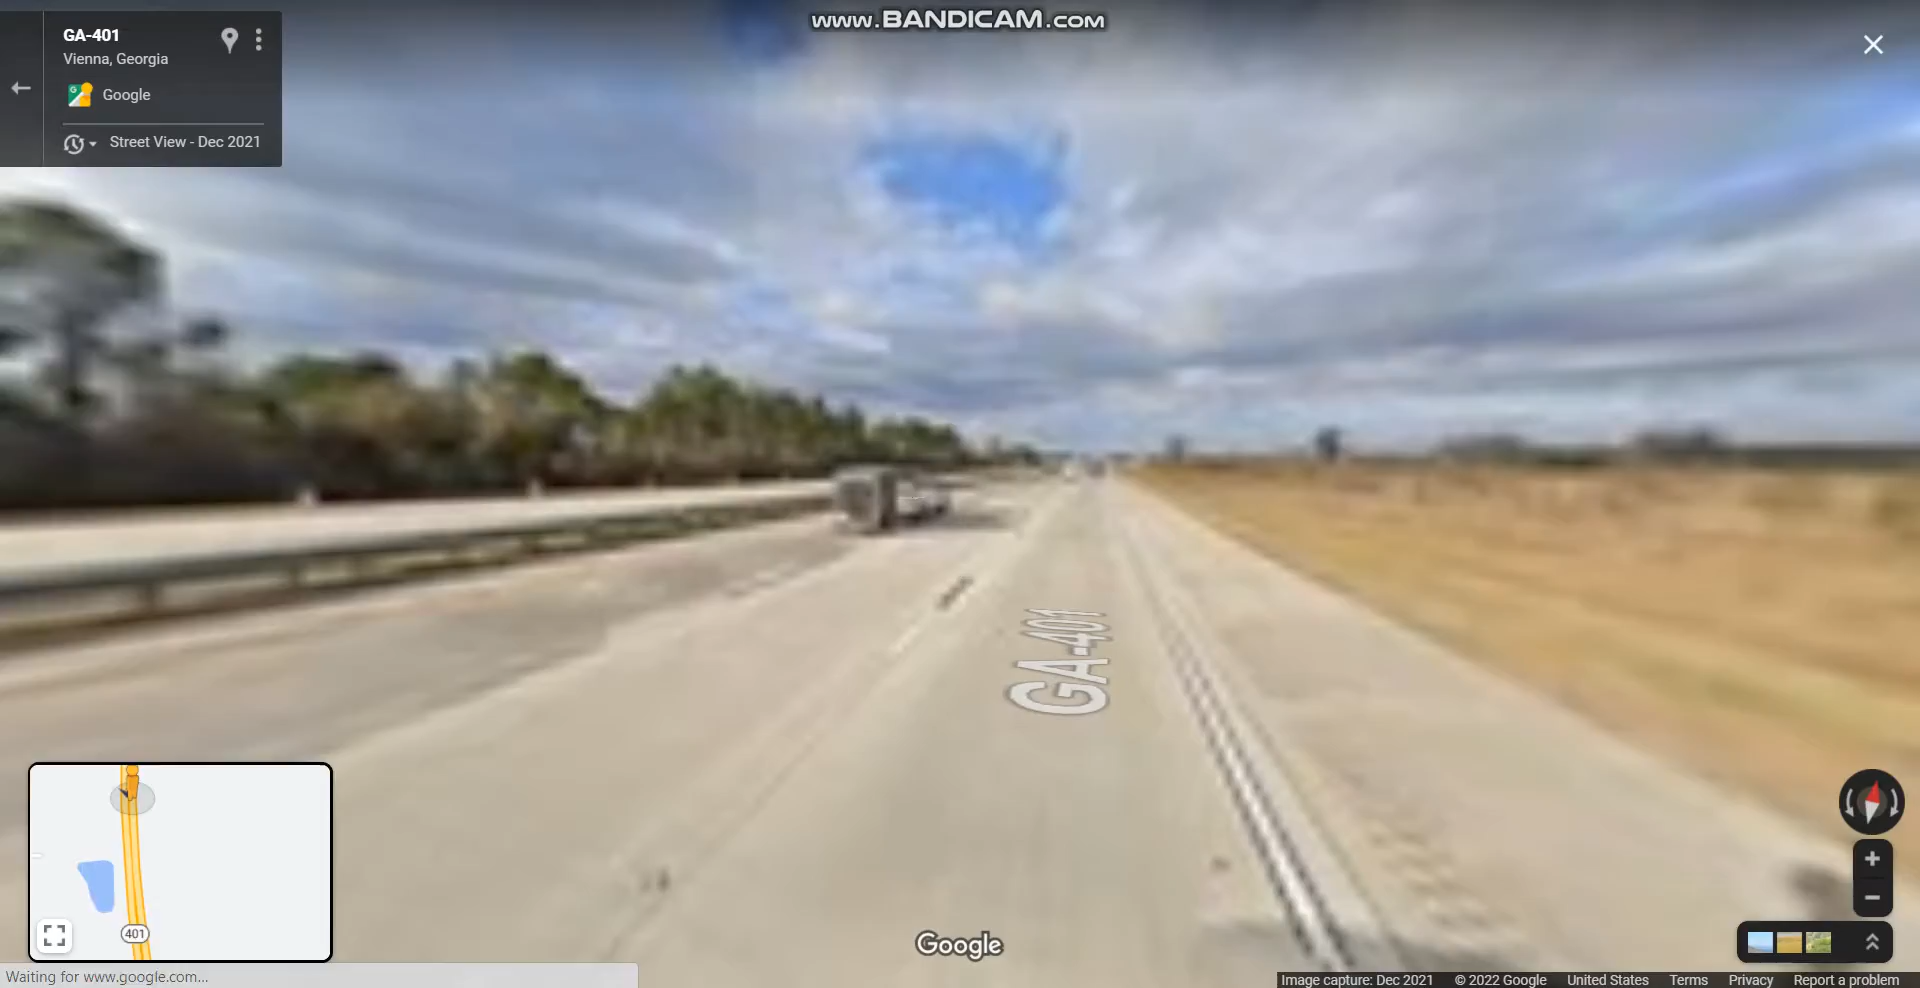 www.BANDICAM.com
GA-401
Vienna, Georgia
Google
Street View - Dec 2021
GA-401
401
Google
Waiting for www.google.com...
Image capture: Dec 2021 © 2022 Google United States Terms Privacy Report a problem